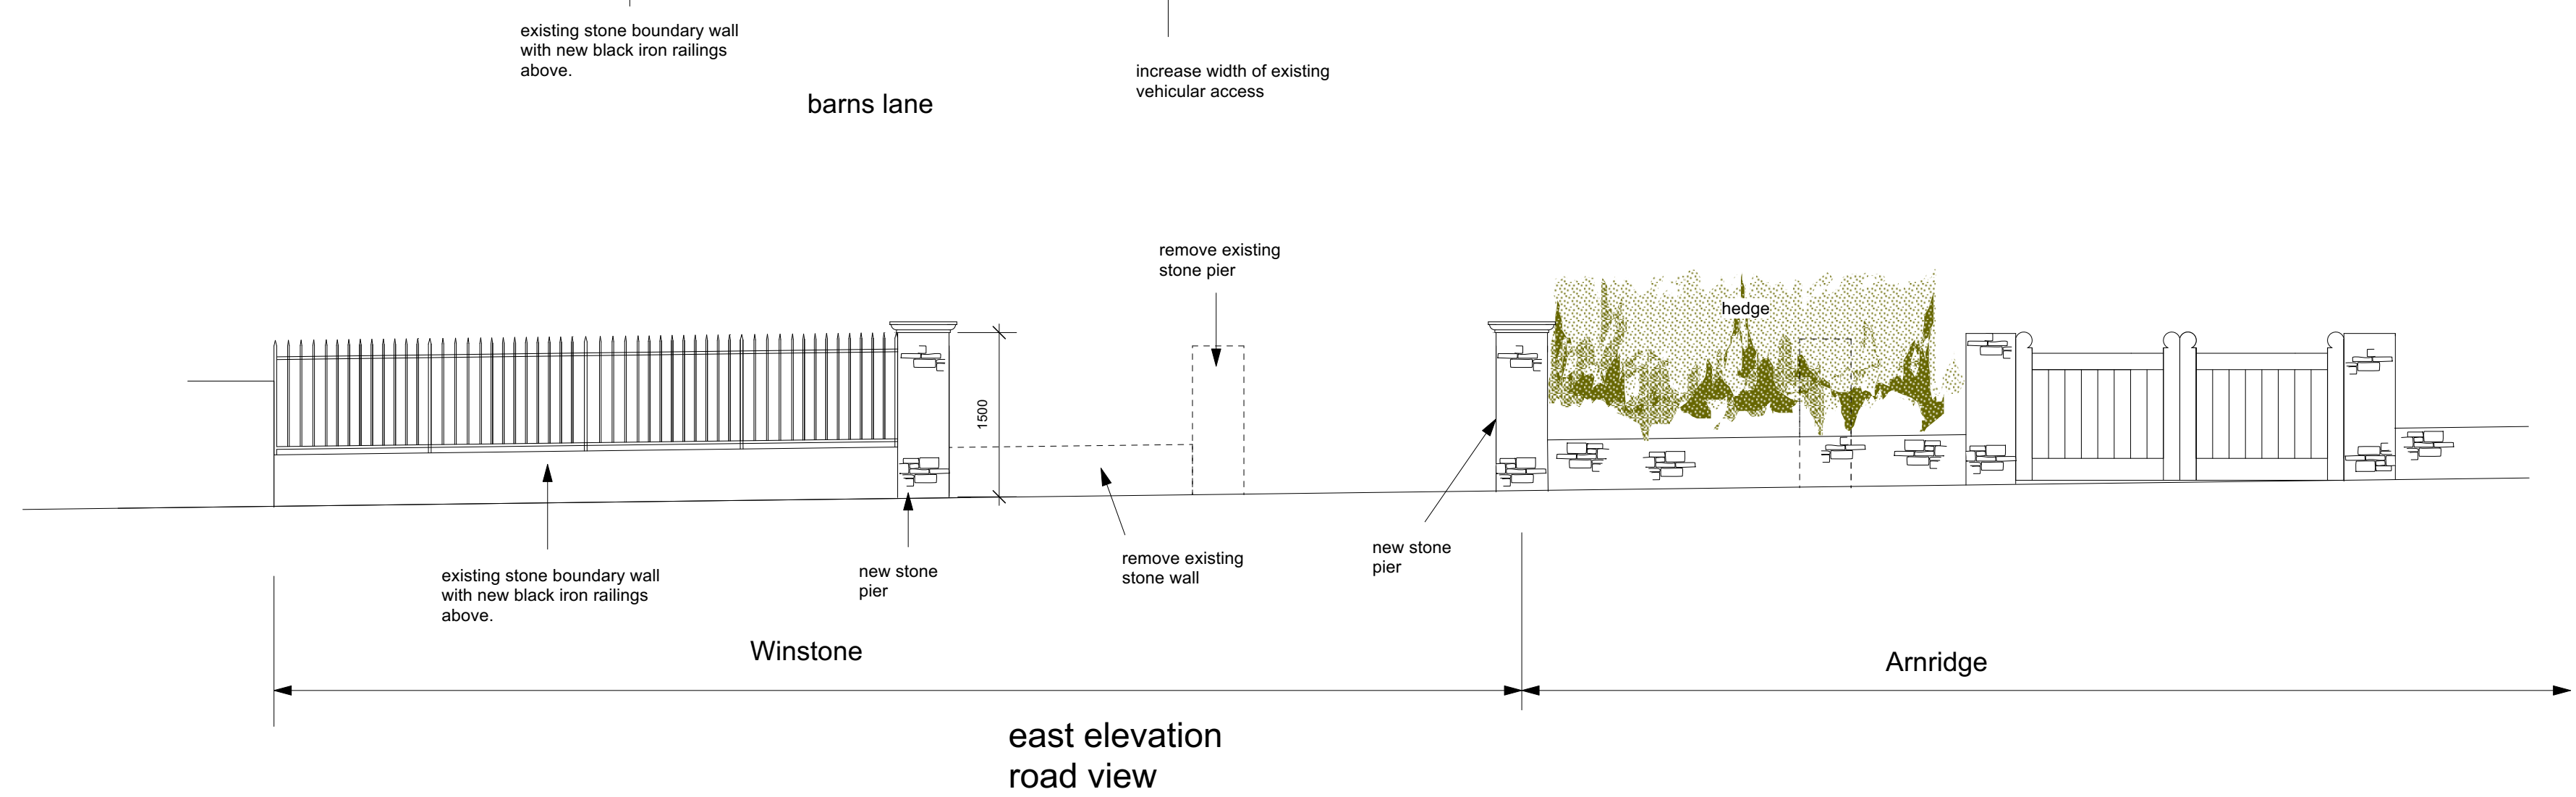 existing stone boundary wall
with new black iron railings
above.
increase width of existing
vehicular access
barns lane
remove existing
stone pier
hedge
1500
existing stone boundary wall
with new black iron railings
above.
new stone
pier
remove existing
stone wall
new stone
pier
Winstone
Arnridge
east elevation
road view